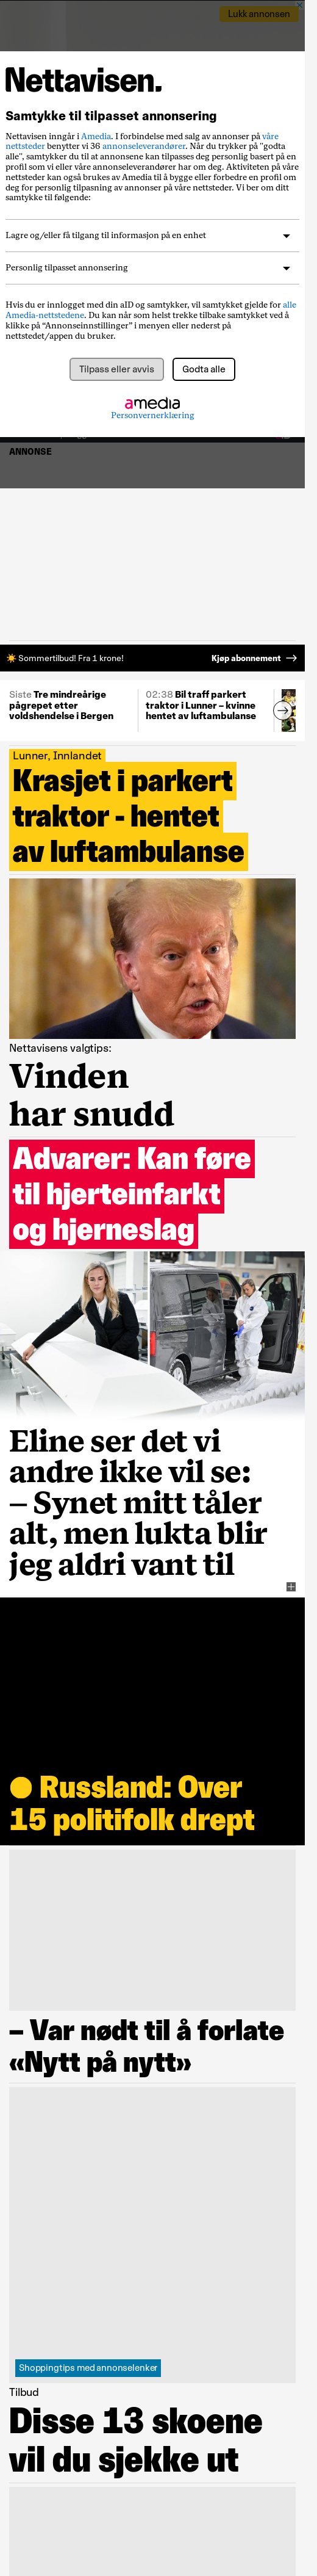 Lukk annonsen
Nettavisen.
Samtykke til tilpasset annonsering
Nettavisen inngår i Amedia. I forbindelse med salg av annonser på våre
nettsteder benytter vi 36 annonseleverandører. Når du trykker på "godta
alle", samtykker du til at annonsene kan tilpasses deg personlig basert på en
profil som vi eller våre annonseleverandører har om deg. Aktiviteten på våre
nettsteder kan også brukes av Amedia til å bygge eller forbedre en profil om
deg for personlig tilpasning av annonser på våre nettsteder. Vi ber om ditt
samtykke til følgende:
Lagre og/eller få tilgang til informasjon på en enhet
Personlig tilpasset annonsering
Hvis du er innlogget med din aID og samtykker, vil samtykket gjelde for alle
Amedia-nettstedene. Du kan når som helst trekke tilbake samtykket ved å
klikke på “Annonseinnstillinger” i menyen eller nederst på
nettstedet/appen du bruker.
Tilpass eller avvis
Godta alle
amedia
Personvernerklæring
ANNONSE
Sommertilbud! Fra 1 krone!
Kjøp abonnement
Siste Tre mindreårige
pågrepet etter
voldshendelse i Bergen
02:38 Bil traff parkert
traktor i Lunner – kvinne
hentet av luftambulanse
Lunner, Innlandet
Krasjet i parkert
traktor - hentet
av luftambulanse
Nettavisens valgtips:
Vinden
har snudd
Advarer: Kan føre
til hjerteinfarkt
og hjerneslag
Eline ser det vi
andre ikke vil se:
– Synet mitt tåler
alt, men lukta blir
jeg aldri vant til
● Russland: Over
15 politifolk drept
– Var nødt til å forlate
«Nytt på nytt»
Shoppingtips med annonselenker
Tilbud
Disse 13 skoene
vil du sjekke ut